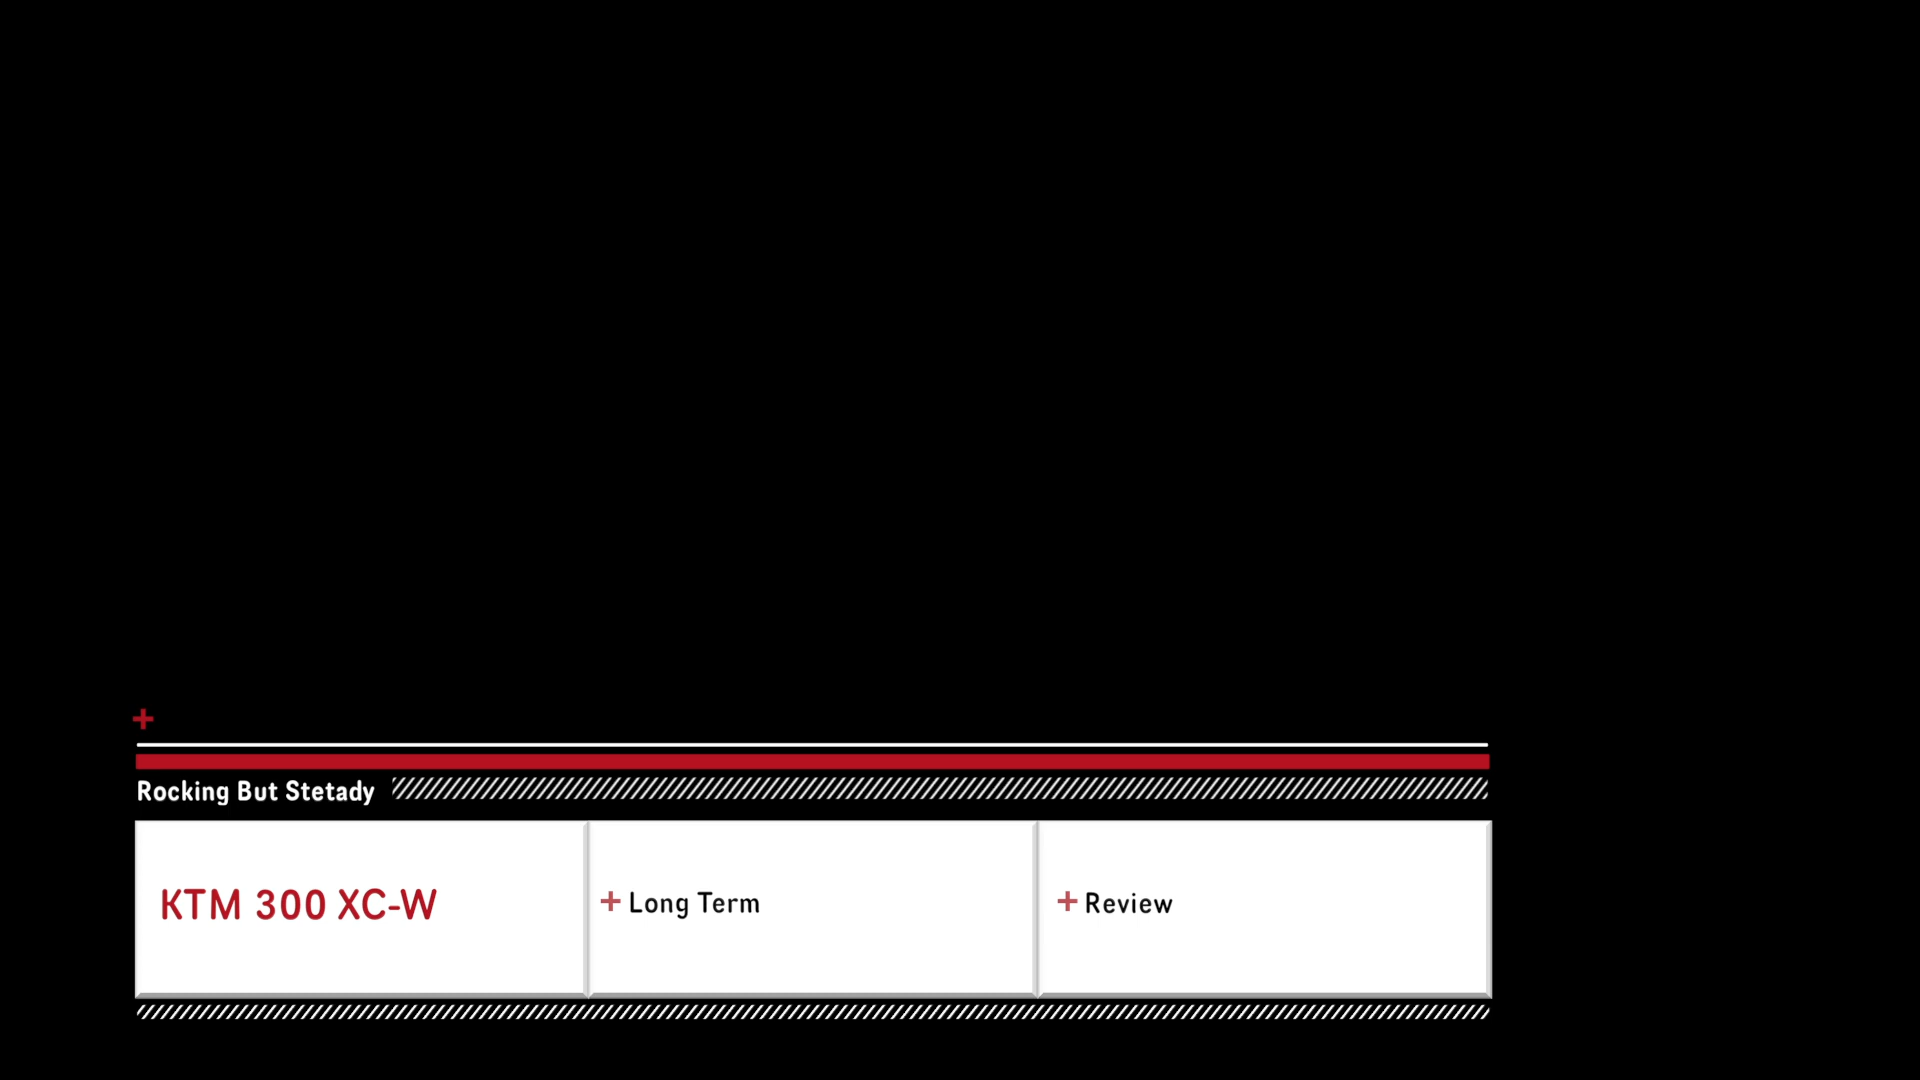 Rocking But Stetady
KTM 300 XC-W
+ Long Term
+ Review